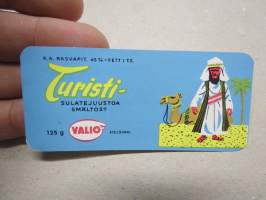 K.A. RASVAPIT. 45 % FETT I TS.
Turisti-
SULATEJUUSTOA
SMÄLTOST
125 g VALIO HELSINKI